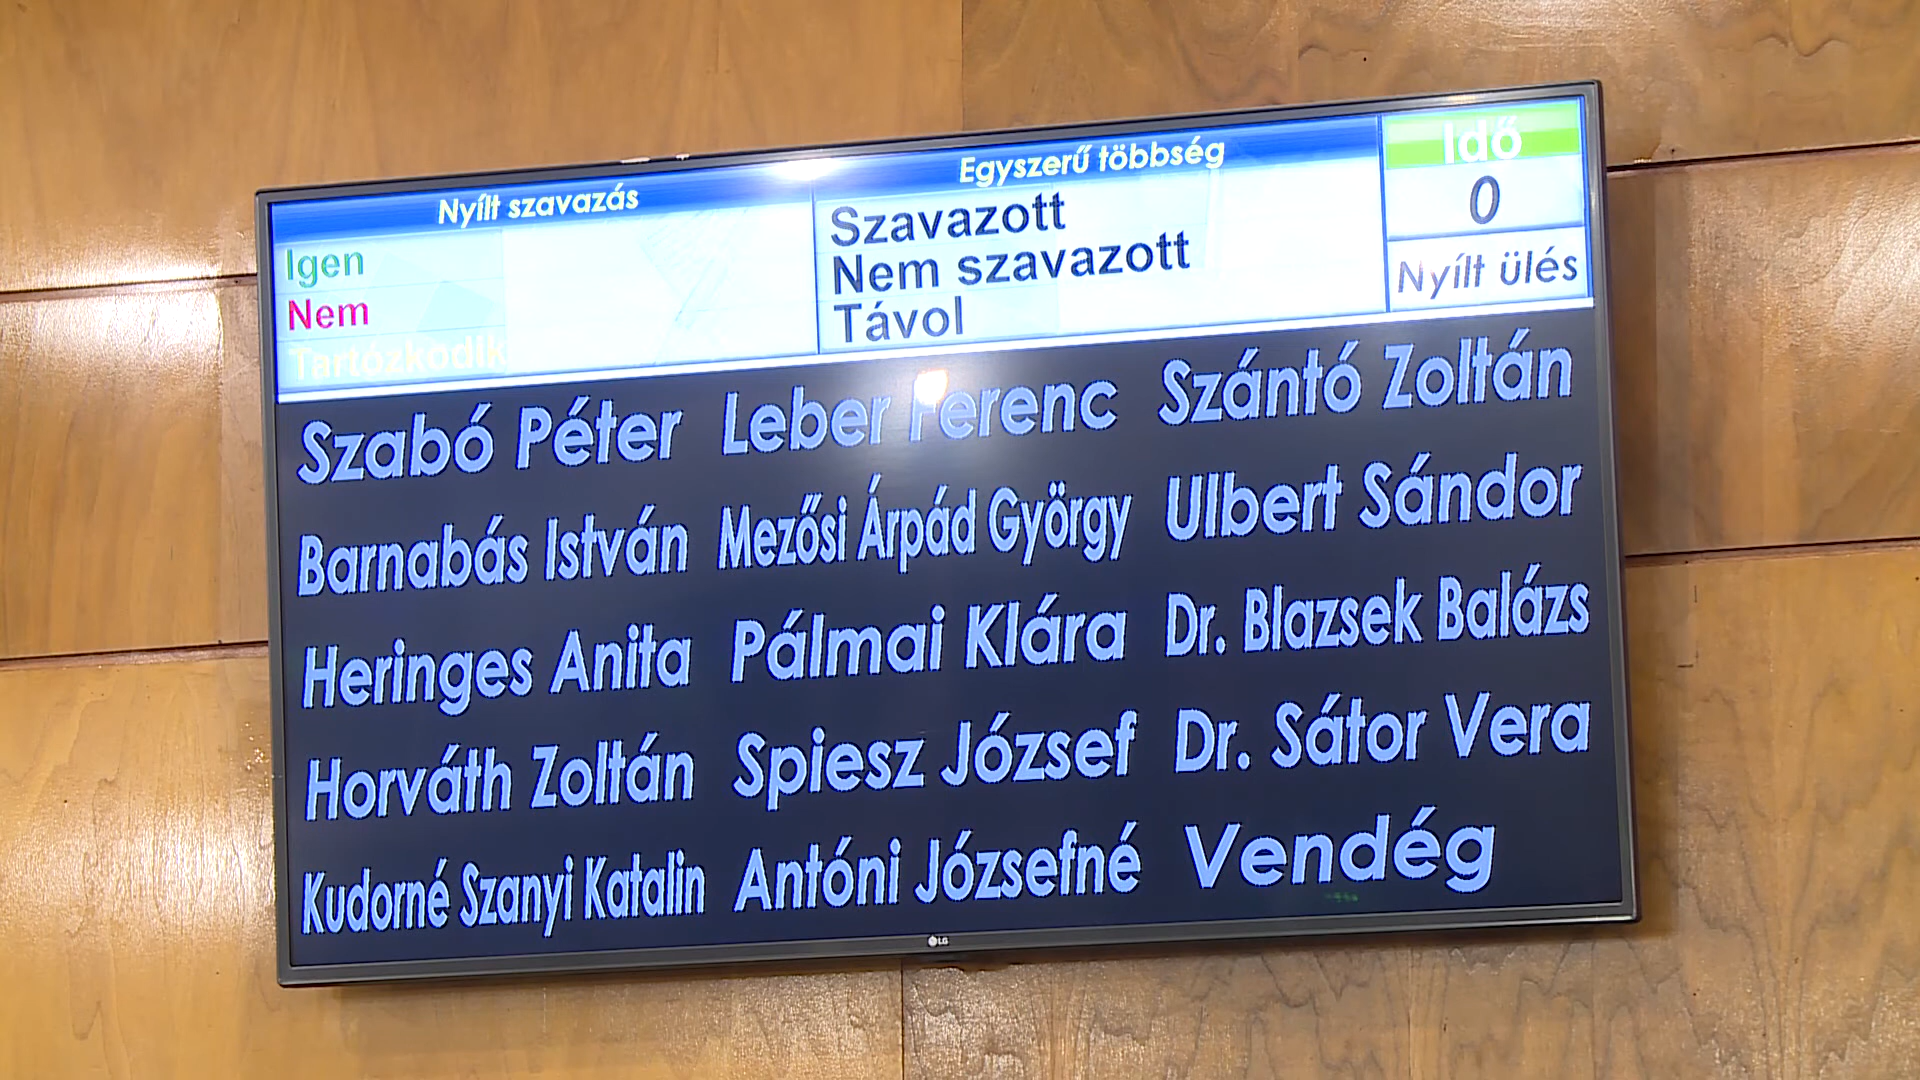 Nyílt szavazás
Igen
Nem
Tartózkodik
Egyszerű többség
Szavazott
Nem szavazott
Távol
Idő
0
Nyílt ülés
Szabó Péter Leber Ferenc Szántó Zoltán
Barnabás István Mezősi Árpád György Ulbert Sándor
Heringes Anita Pálmai Klára Dr. Blazsek Balázs
Horváth Zoltán Spiesz József Dr. Sátor Vera
Kudorné Szanyi Katalin Antóni Józsefné Vendég
LG